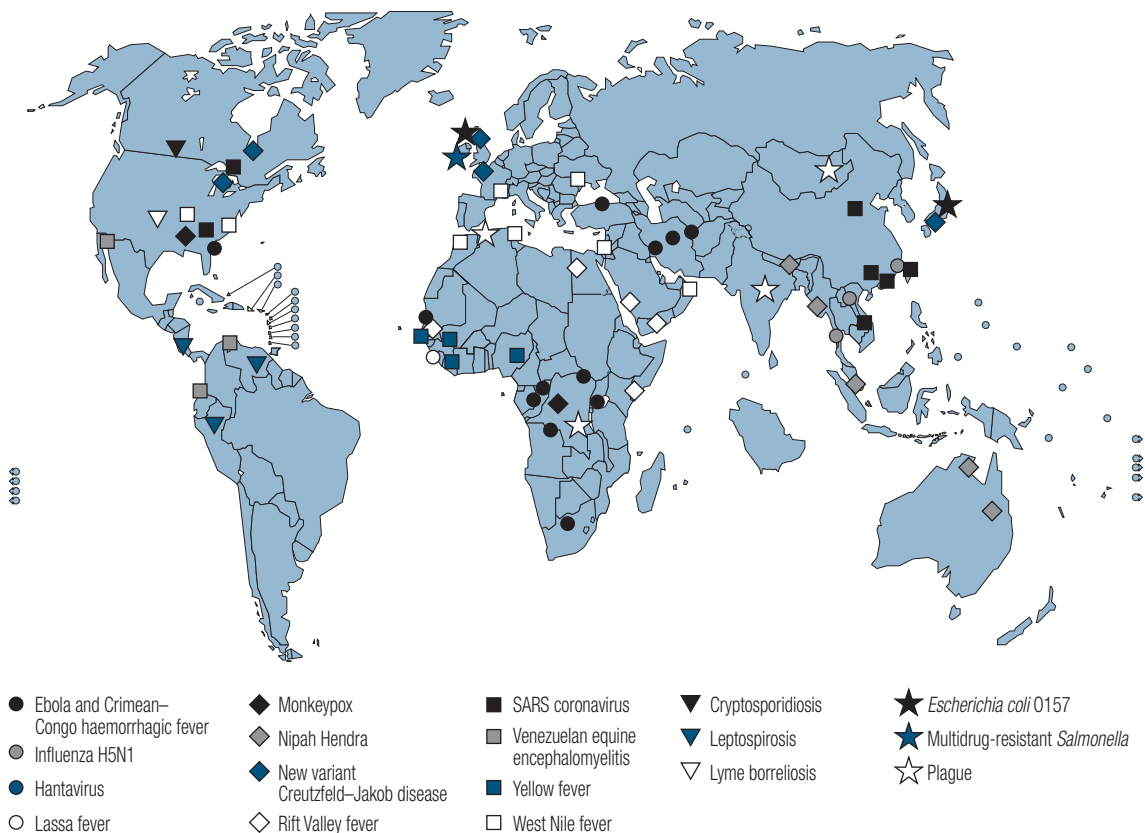 Ebola and Crimean–
Congo haemorrhagic fever
Influenza H5N1
Hantavirus
Lassa fever
Monkeypox
Nipah Hendra
New variant
Creutzfeld–Jakob disease
Rift Valley fever
SARS coronavirus
Venezuelan equine
encephalomyelitis
Yellow fever
West Nile fever
Cryptosporidiosis
Leptospirosis
Lyme borreliosis
Escherichia coli O157
Multidrug-resistant Salmonella
Plague